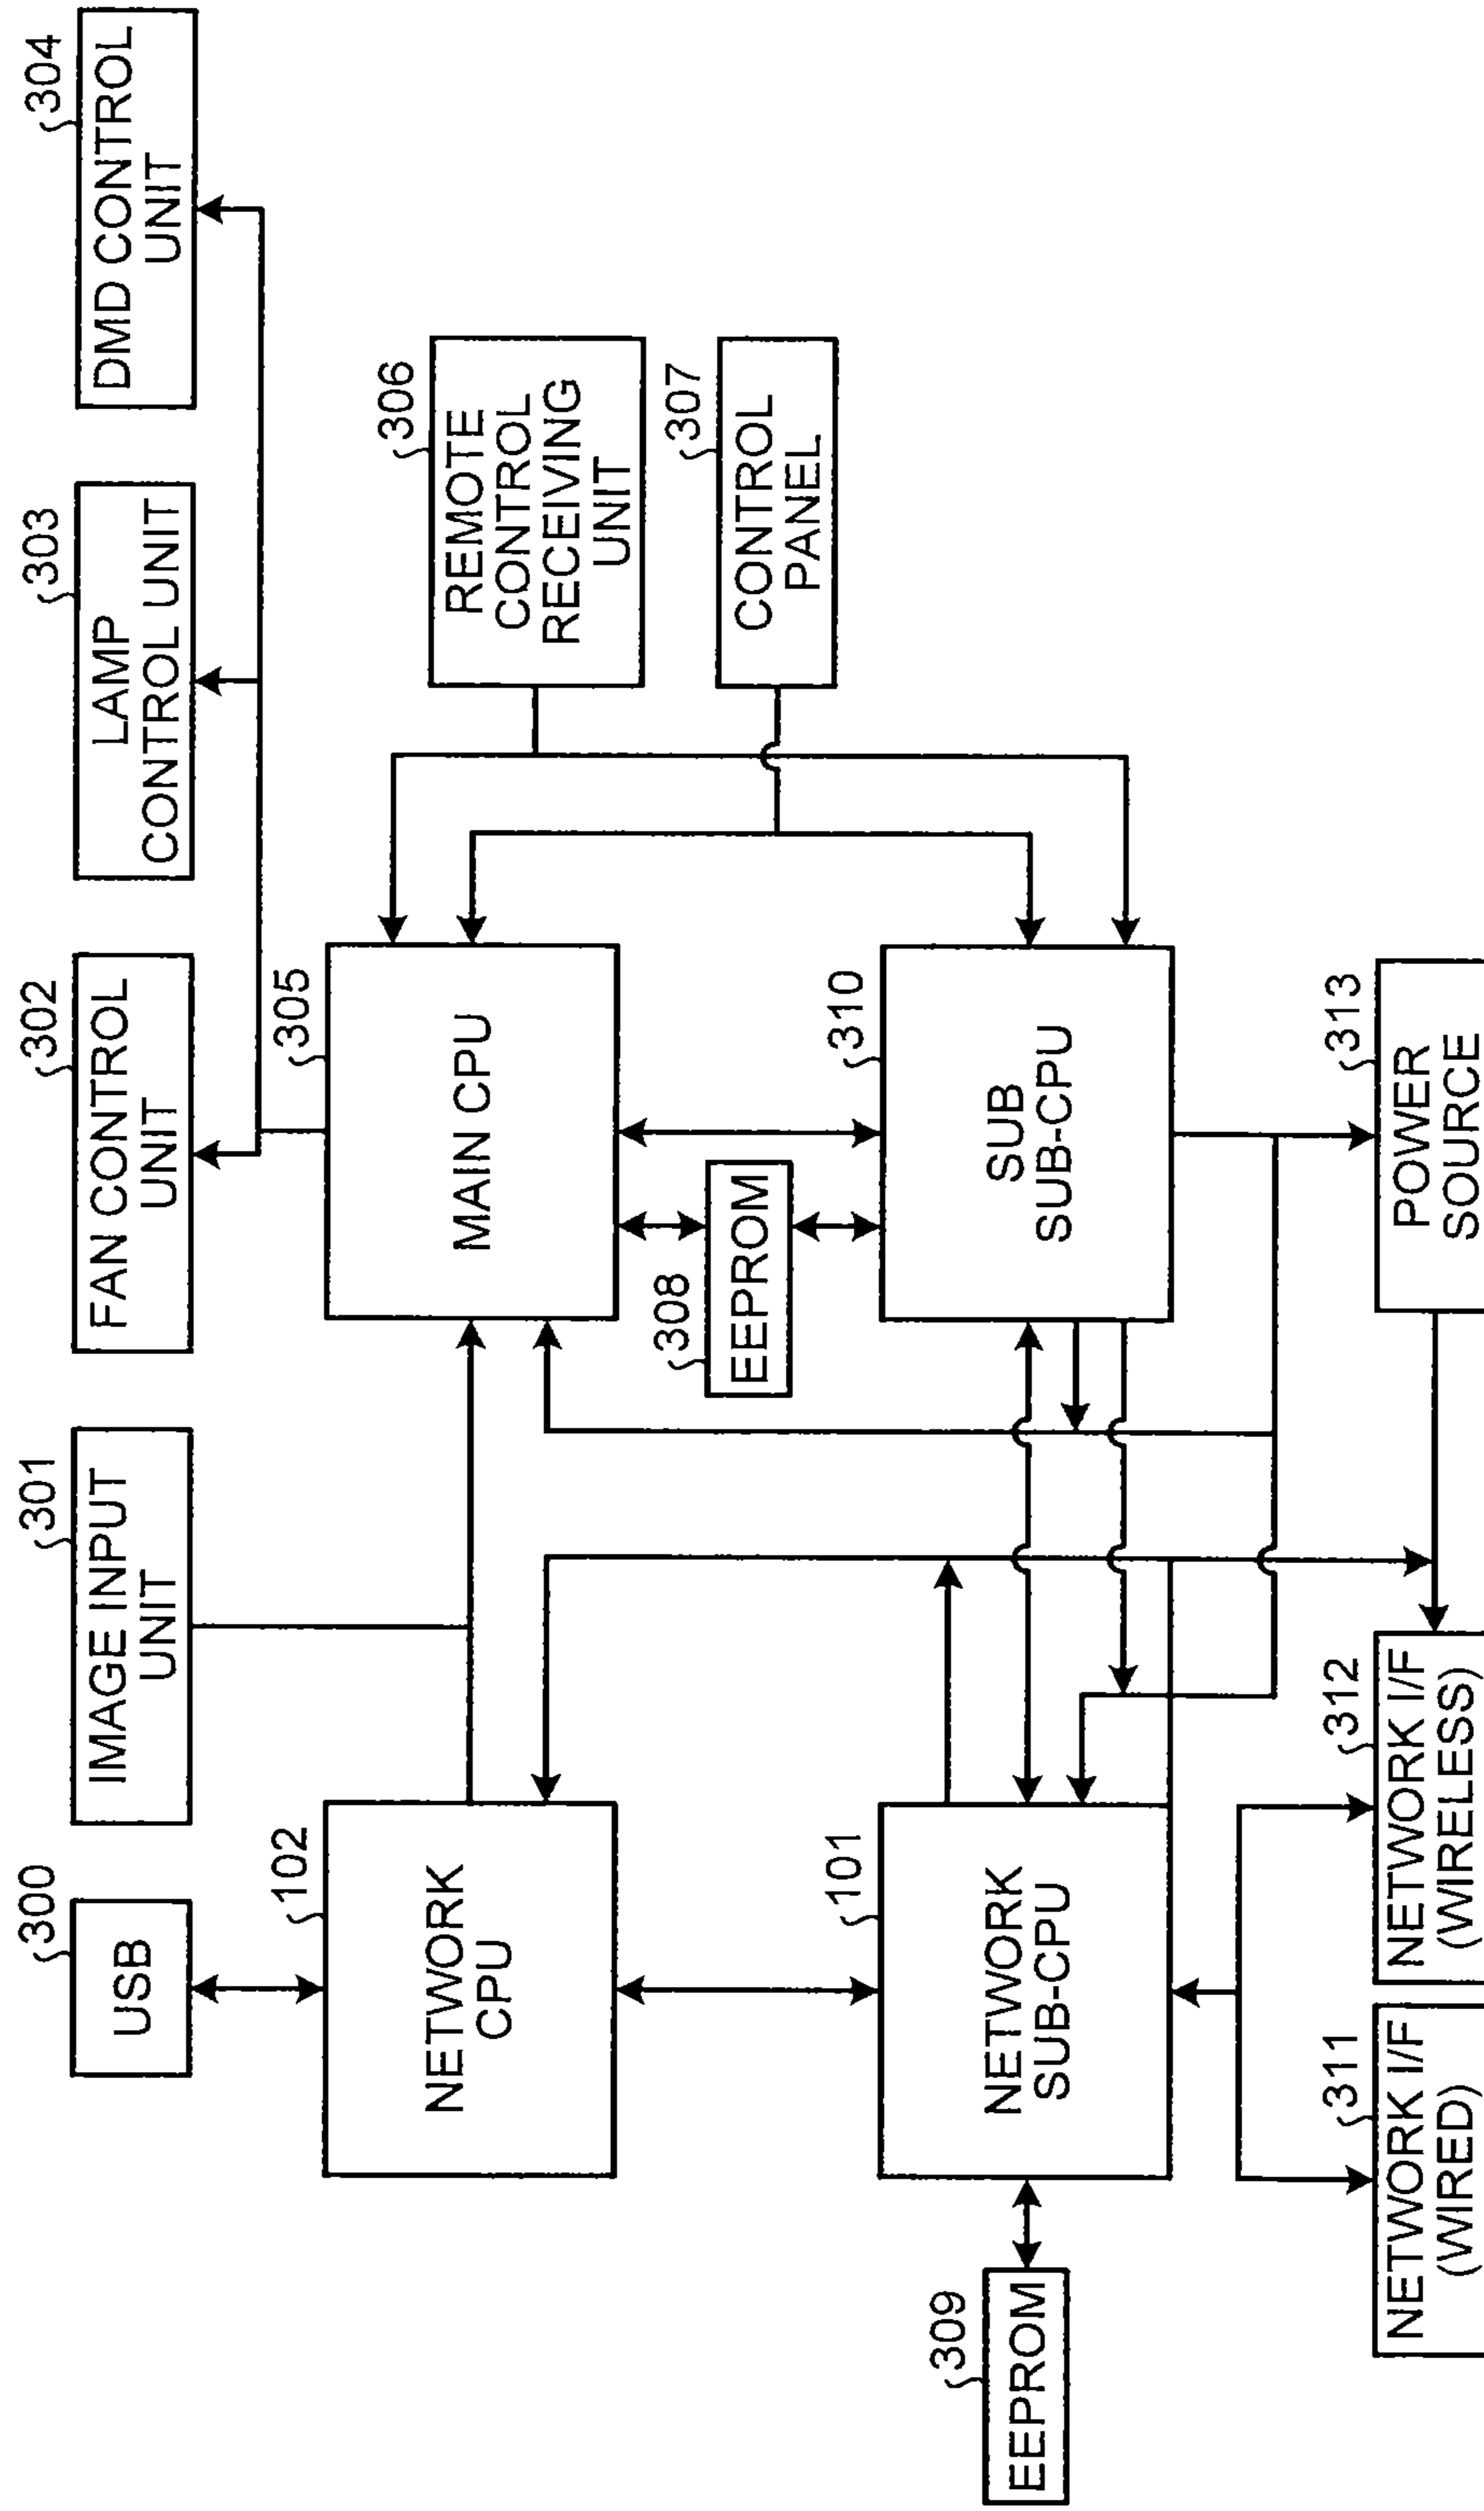 300
USB
301
IMAGE INPUT
UNIT
302
FAN CONTROL
UNIT
303
LAMP
CONTROL UNIT
304
DMD CONTROL
UNIT
102
NETWORK
CPU
305
MAIN CPU
306
REMOTE
CONTROL
RECEIVING
UNIT
307
CONTROL
PANEL
308
EEPROM
309
EEPROM
101
NETWORK
SUB-CPU
310
SUB
SUB-CPU
311
NETWORK I/F
(WIRED)
312
NETWORK I/F
(WIRELESS)
313
POWER
SOURCE